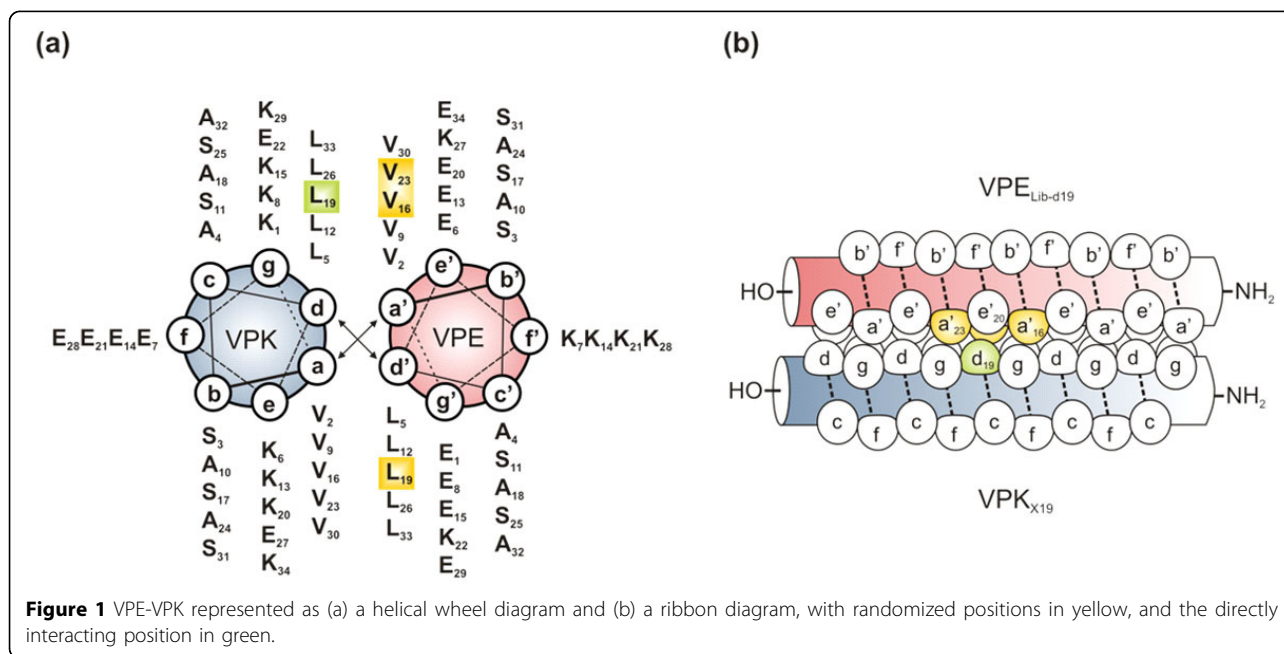 (a)
(b)
A32 K29 E34 S31
S25 E22 L33 V30 K27 A24
A18 K15 L26 V23 E20 S17
S11 K8 L19 V16 E13 A10
A4 K1 L12 V9 E6 S3
L5 V2
g e'
c d a' b'
E28E21E14E7 f VPK VPE f' K7K14K21K28
b a d' c'
e g'
S3 K6 V2 L5 E1 A4
A10 K13 V9 L12 E8 S11
S17 K20 V16 L19 E15 A18
A24 E27 V23 L26 K22 S25
S31 K34 V30 L33 E29 A32
VPELib-d19
b' f' b' f' b' f' b' f' b'
HO NH2
e' a' e' a'23 e'20 a'16 e' a' e' a'
d g d g d19 g d g d g
HO NH2
c f c f c f c f c
VPKX19
Figure 1 VPE-VPK represented as (a) a helical wheel diagram and (b) a ribbon diagram, with randomized positions in yellow, and the directly
interacting position in green.